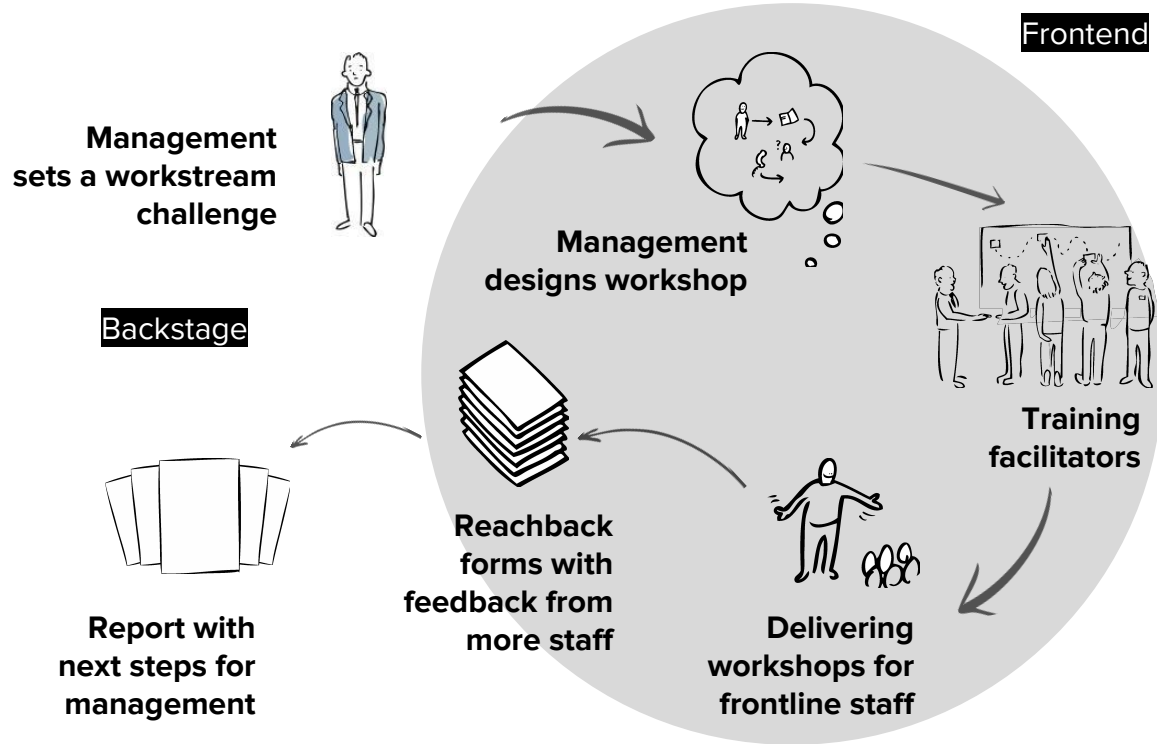 Frontend
Management
sets a workstream
challenge
Management
designs workshop
Backstage
Training
facilitators
Delivering
workshops for
frontline staff
Reachback
forms with
feedback from
more staff
Report with
next steps for
management